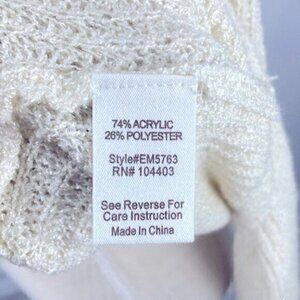 74% ACRYLIC
26% POLYESTER
Style#EM5763
RN# 104403
See Reverse For
Care Instruction
Made In China